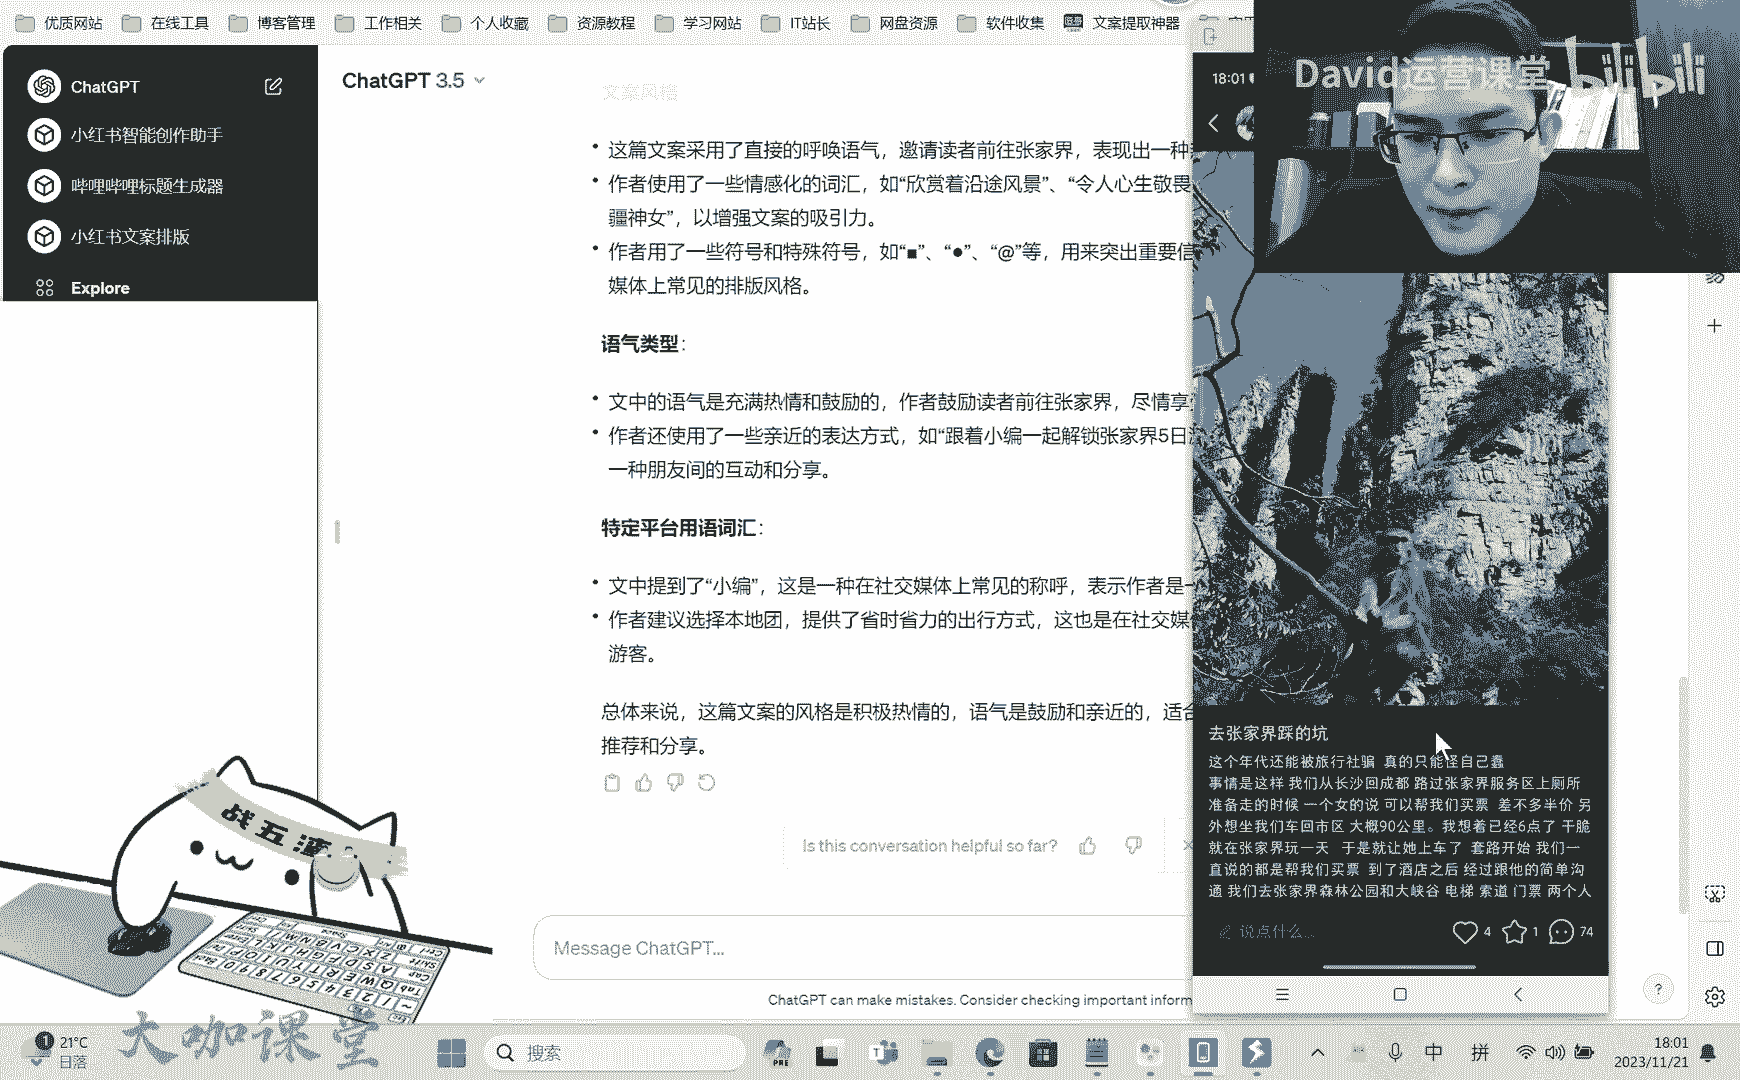 优质网站
在线工具
博客管理
工作相关
个人收藏
资源教程
学习网站
IT站长
网盘资源
软件收集
文案提取神器
ChatGPT
小红书智能创作助手
哔哩哔哩标题生成器
小红书文案排版
Explore
ChatGPT 3.5
文案风格
这篇文案采用了直接的呼唤语气，邀请读者前往张家界，表现出一种
作者使用了一些情感化的词汇，如“欣赏着沿途风景”、“令人心生敬畏
疆神女”，以增强文案的吸引力。
作者用了一些符号和特殊符号，如“■”、“●”、“@”等，用来突出重要信
媒体上常见的排版风格。
语气类型：
文中的语气是充满热情和鼓励的，作者鼓励读者前往张家界，尽情享
作者还使用了一些亲近的表达方式，如“跟着小编一起解锁张家界5日
一种朋友间的互动和分享。
特定平台用语词汇：
文中提到了“小编”，这是一种在社交媒体上常见的称呼，表示作者是
作者建议选择本地团，提供了省时省力的出行方式，这也是在社交媒
游客。
总体来说，这篇文案的风格是积极热情的，语气是鼓励和亲近的，适合
推荐和分享。
Is this conversation helpful so far?
Message ChatGPT...
ChatGPT can make mistakes. Consider checking important inform
18:01
David运营课堂 bilibili
去张家界踩的坑
这个年代还能被旅行社骗 真的只能怪自己蠢
事情是这样 我们从长沙回成都 路过张家界服务区上厕所
准备走的时候 一个女的说 可以帮我们买票 差不多半价 另
外想坐我们车回市区 大概90公里。我想着已经6点了 干脆
就在张家界玩一天 于是就让她上车了 套路开始 我们一
直说的都是帮我们买票 到了酒店之后 经过跟他的简单沟
通 我们去张家界森林公园和大峡谷 电梯 索道 门票 两个人
说点什么...
4
1
74
战五渣
大咖课堂
1
21°C
日落
搜索
PRE
中
拼
18:01
2023/11/21